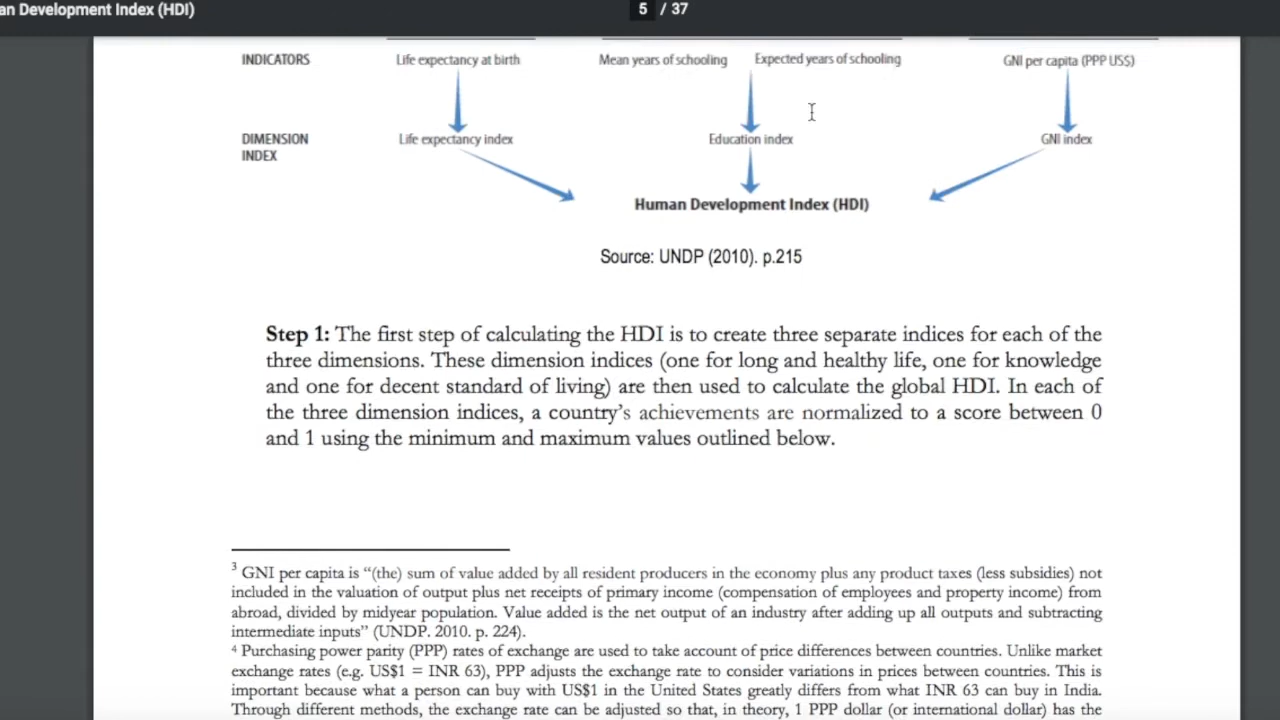 an Development Index (HDI)
5 / 37
INDICATORS Life expectancy at birth Mean years of schooling Expected years of schooling GNI per capita (PPP US$)
DIMENSION INDEX Life expectancy index Education index GNI index
Human Development Index (HDI)
Source: UNDP (2010). p.215
Step 1: The first step of calculating the HDI is to create three separate indices for each of the
three dimensions. These dimension indices (one for long and healthy life, one for knowledge
and one for decent standard of living) are then used to calculate the global HDI. In each of
the three dimension indices, a country's achievements are normalized to a score between 0
and 1 using the minimum and maximum values outlined below.
3 GNI per capita is “(the) sum of value added by all resident producers in the economy plus any product taxes (less subsidies) not
included in the valuation of output plus net receipts of primary income (compensation of employees and property income) from
abroad, divided by midyear population. Value added is the net output of an industry after adding up all outputs and subtracting
intermediate inputs” (UNDP. 2010. p. 224).
4 Purchasing power parity (PPP) rates of exchange are used to take account of price differences between countries. Unlike market
exchange rates (e.g. US$1 = INR 63), PPP adjusts the exchange rate to consider variations in prices between countries. This is
important because what a person can buy with US$1 in the United States greatly differs from what INR 63 can buy in India.
Through different methods, the exchange rate can be adjusted so that, in theory, 1 PPP dollar (or international dollar) has the